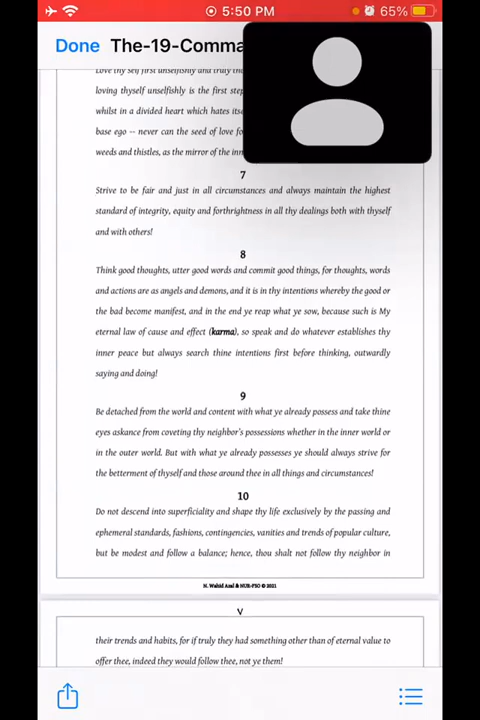 5:50 PM
65%
Done The-19-Comma
Love thy self first unselfishly and truly
loving thyself unselfishly is the first step
whilst in a divided heart which hates
base ego -- never can the seed of love
weeds and thistles, as the mirror of the
7
Strive to be fair and just in all circumstances and always maintain the highest
standard of integrity, equity and forthrightness in all thy dealings both with thyself
and with others!
8
Think good thoughts, utter good words and commit good things, for thoughts, words
and actions are as angels and demons, and it is in thy intentions whereby the good or
the bad become manifest, and in the end ye reap what ye sow, because such is My
eternal law of cause and effect (karma), so speak and do whatever establishes thy
inner peace but always search thine intentions first before thinking, outwardly
saying and doing!
9
Be detached from the world and content with what ye already possess and take thine
eyes askance from coveting thy neighbor's possessions whether in the inner world or
in the outer world. But with what ye already possesses ye should always strive for
the betterment of thyself and those around thee in all things and circumstances!
10
Do not descend into superficiality and shape thy life exclusively by the passing and
ephemeral standards, fashions, contingencies, vanities and trends of popular culture,
but be modest and follow a balance; hence, thou shalt not follow thy neighbor in
N. Wahid Azal & NUR-FSO © 2021
V
their trends and habits, for if truly they had something other than of eternal value to
offer thee, indeed they would follow thee, not ye them!